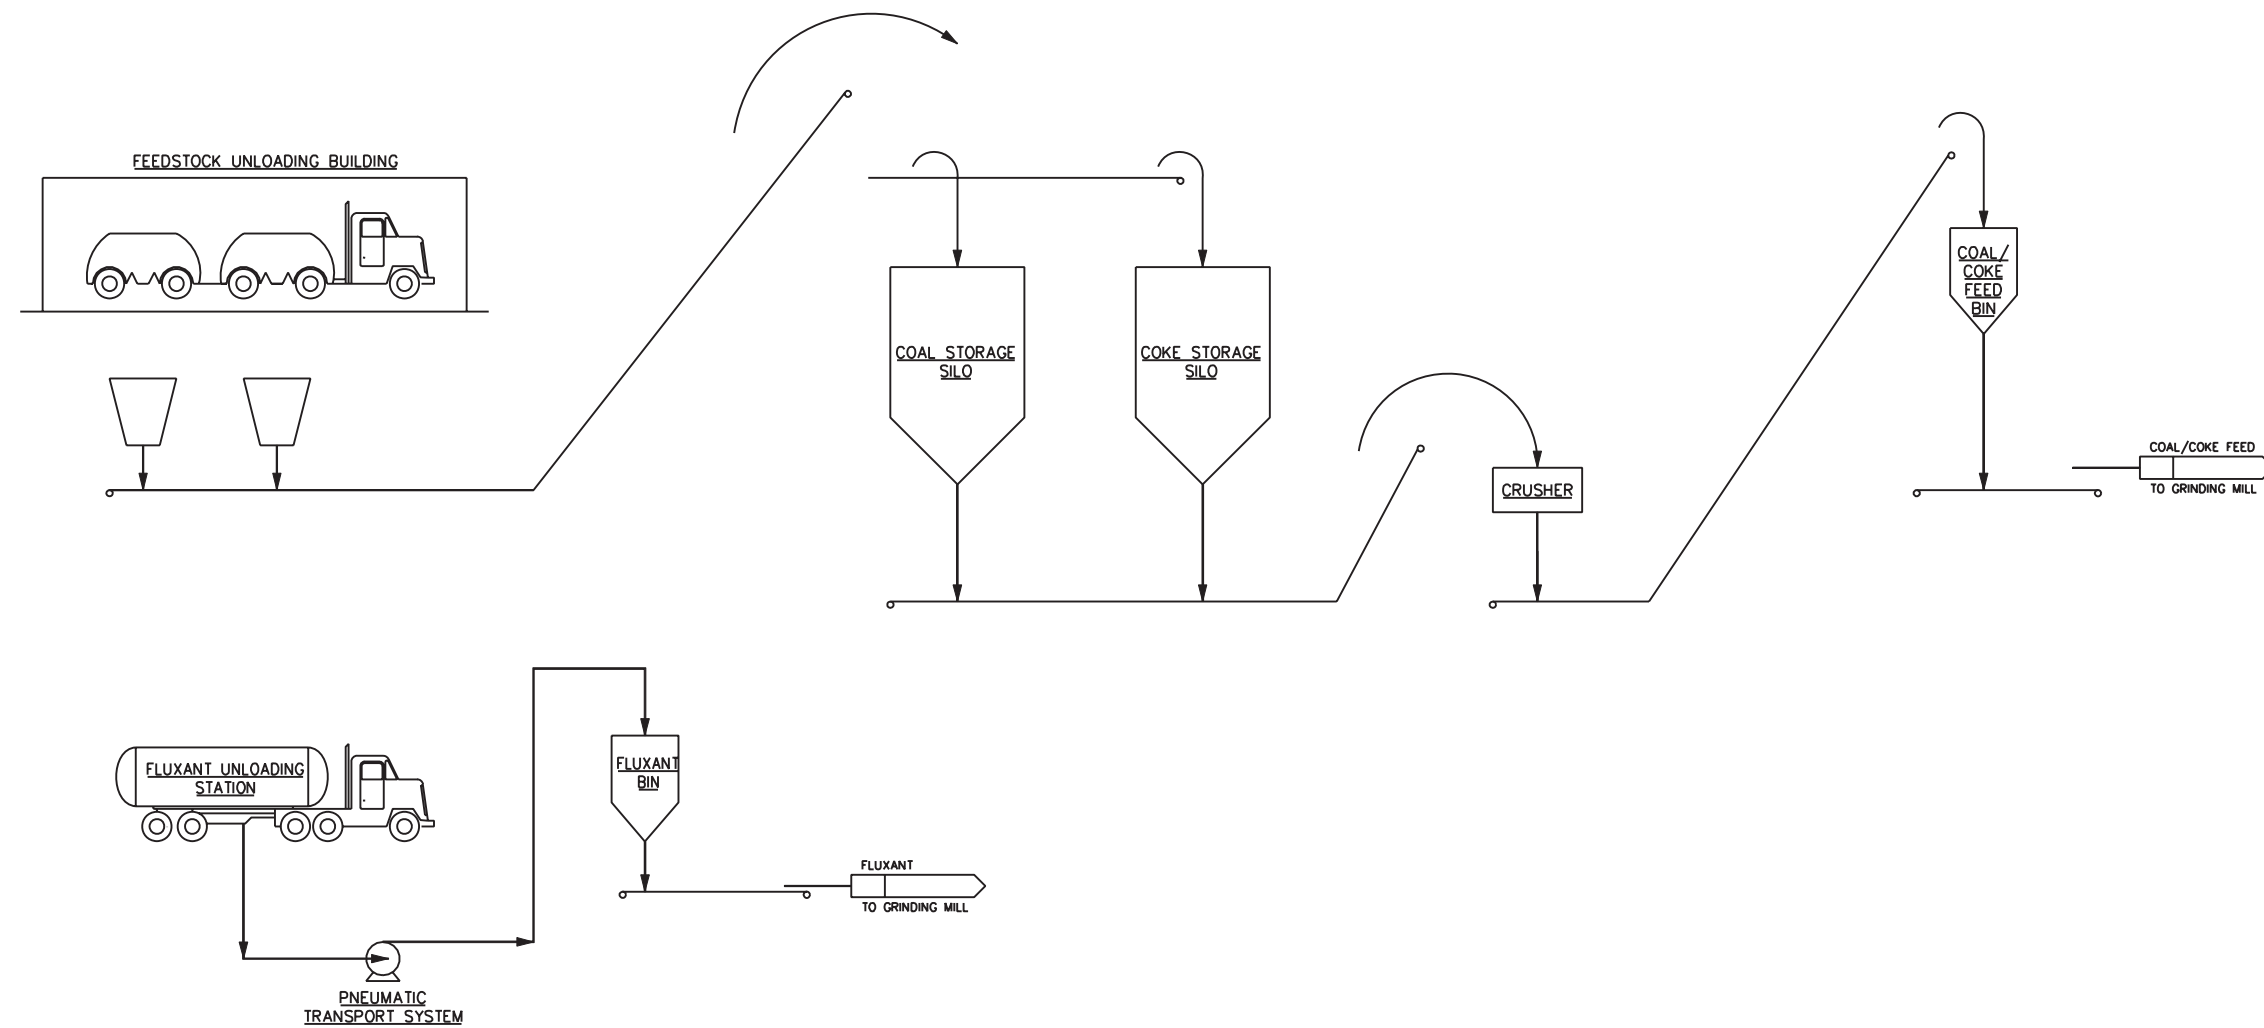 FEEDSTOCK UNLOADING BUILDING
COAL STORAGE
SILO
COKE STORAGE
SILO
CRUSHER
COAL/
COKE
FEED
BIN
COAL/COKE FEED
TO GRINDING MILL
FLUXANT UNLOADING
STATION
FLUXANT
BIN
FLUXANT
TO GRINDING MILL
PNEUMATIC
TRANSPORT SYSTEM